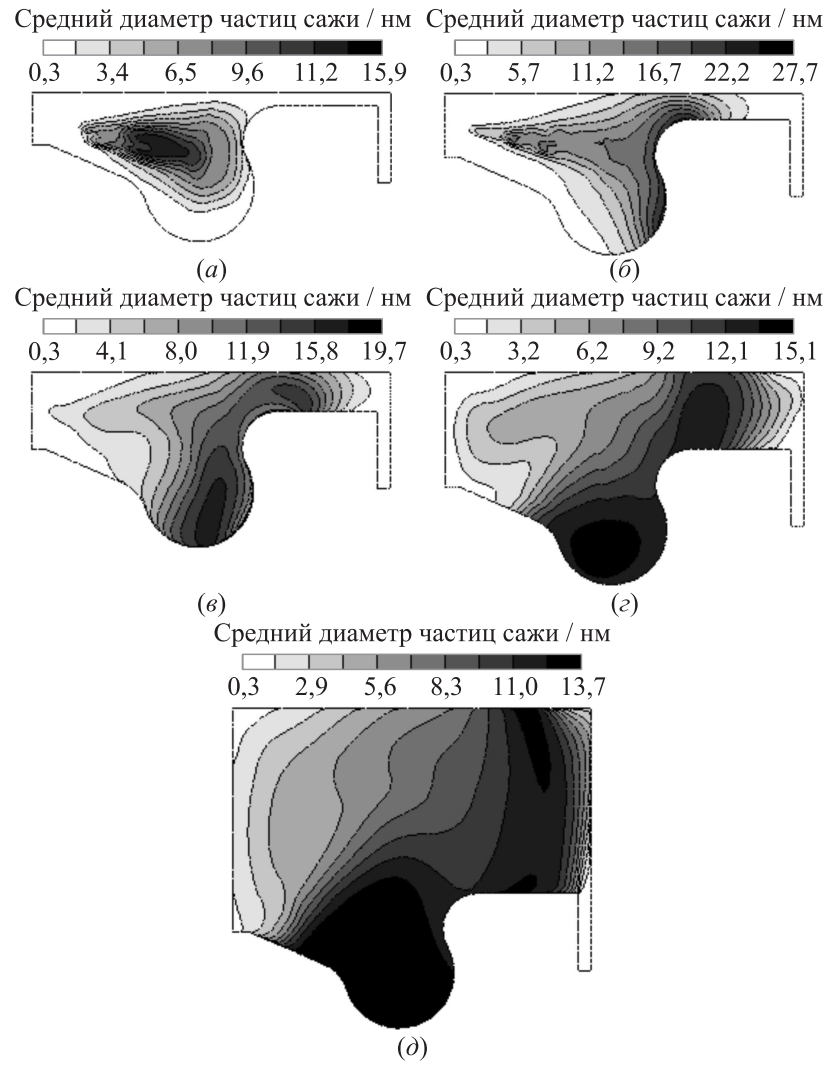 Средний диаметр частиц сажи / нм
0,3 3,4 6,5 9,6 11,2 15,9
(а)
Средний диаметр частиц сажи / нм
0,3 5,7 11,2 16,7 22,2 27,7
(б)
Средний диаметр частиц сажи / нм
0,3 4,1 8,0 11,9 15,8 19,7
(в)
Средний диаметр частиц сажи / нм
0,3 3,2 6,2 9,2 12,1 15,1
(г)
Средний диаметр частиц сажи / нм
0,3 2,9 5,6 8,3 11,0 13,7
(д)